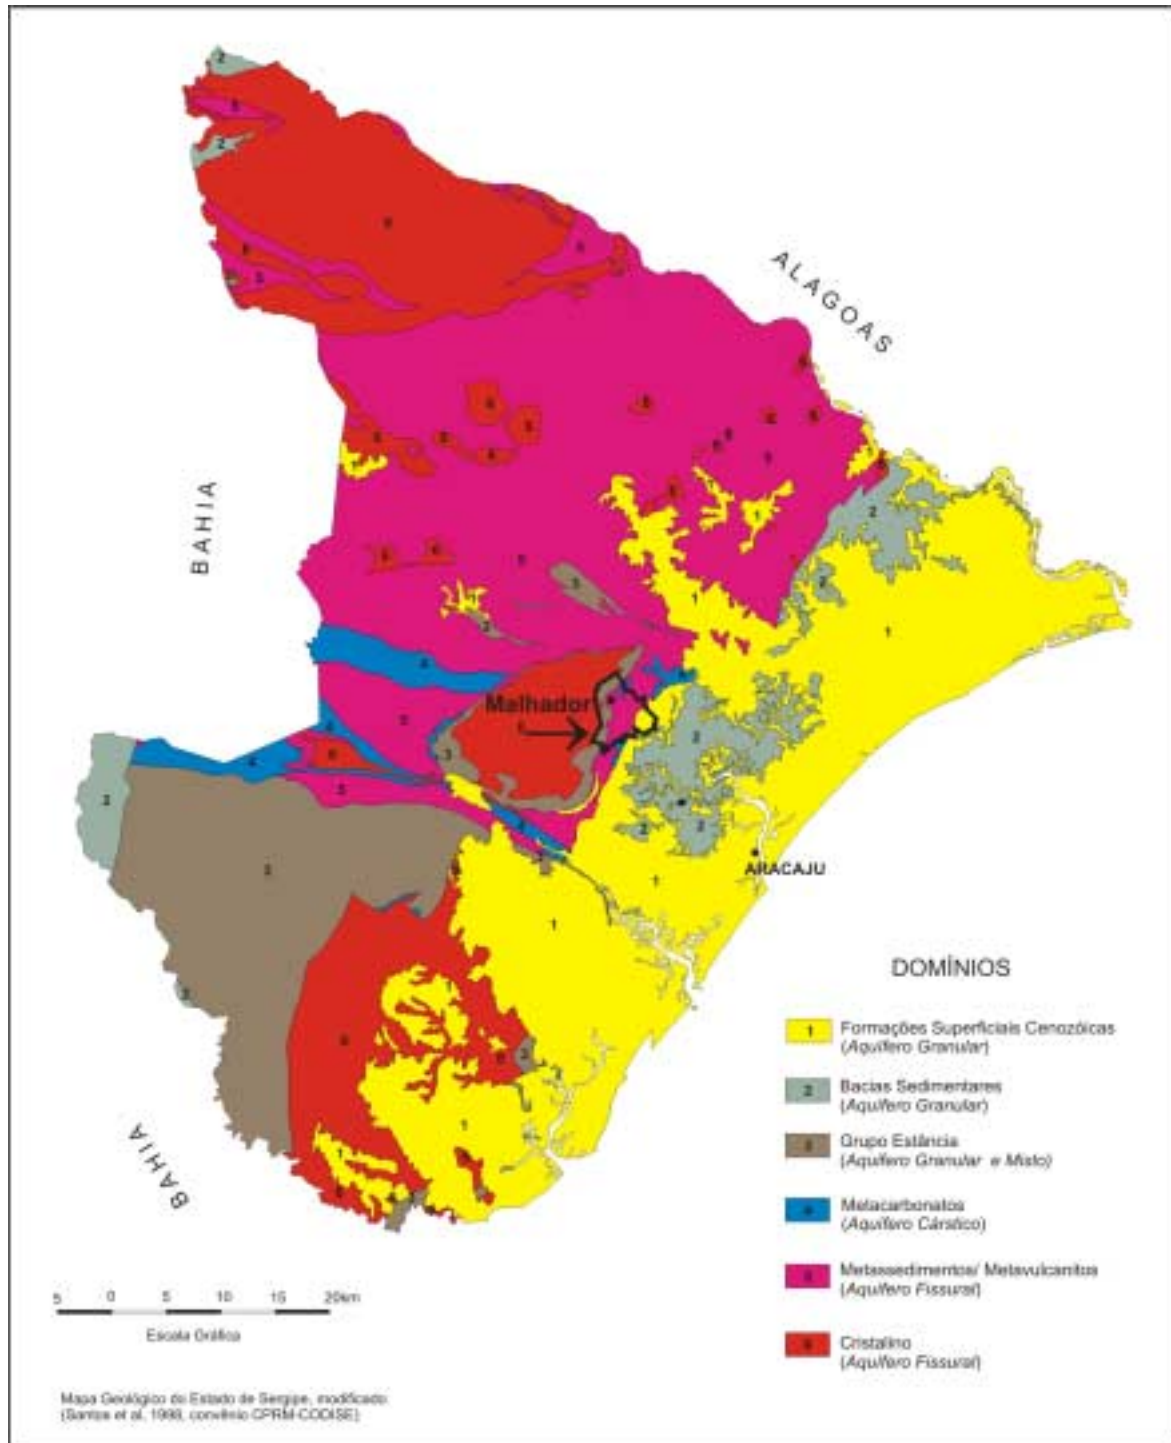 ALAGOAS
BAHIA
Malhador
ARACAJU
BAHIA
DOMÍNIOS
1 Formações Superficiais Cenozóicas
(Aquífero Granular)
2 Bacias Sedimentares
(Aquífero Granular)
3 Grupo Estância
(Aquífero Granular e Misto)
4 Metacarbonatos
(Aquífero Cárstico)
5 Metassedimentos/ Metavulcanitos
(Aquífero Fissural)
6 Cristalino
(Aquífero Fissural)
5 0 5 10 15 20km
Escala Gráfica
Mapa Geológico do Estado de Sergipe, modificado
(Santos et al, 1998, convênio CPRM-CODISE)